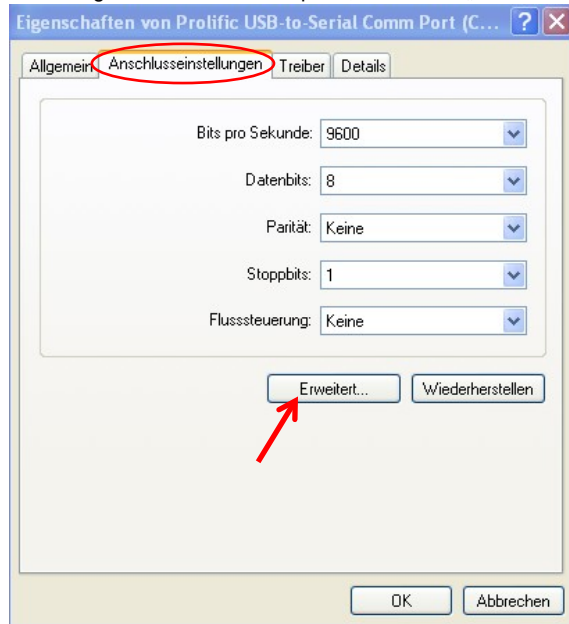 Eigenschaften von Prolific USB-to-Serial Comm Port (C...
Allgemein Anschlusseinstellungen Treiber Details
Bits pro Sekunde: 9600
Datenbits: 8
Parität: Keine
Stoppbits: 1
Flusssteuerung: Keine
Erweitert... Wiederherstellen
OK Abbrechen